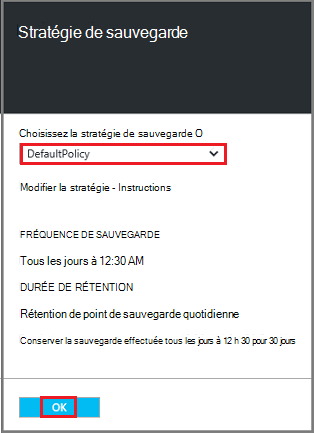 Stratégie de sauvegarde
Choisissez la stratégie de sauvegarde O
DefaultPolicy
Modifier la stratégie - Instructions
FRÉQUENCE DE SAUVEGARDE
Tous les jours à 12:30 AM
DURÉE DE RÉTENTION
Rétention de point de sauvegarde quotidienne
Conserver la sauvegarde effectuée tous les jours à 12 h 30 pour 30 jours
OK